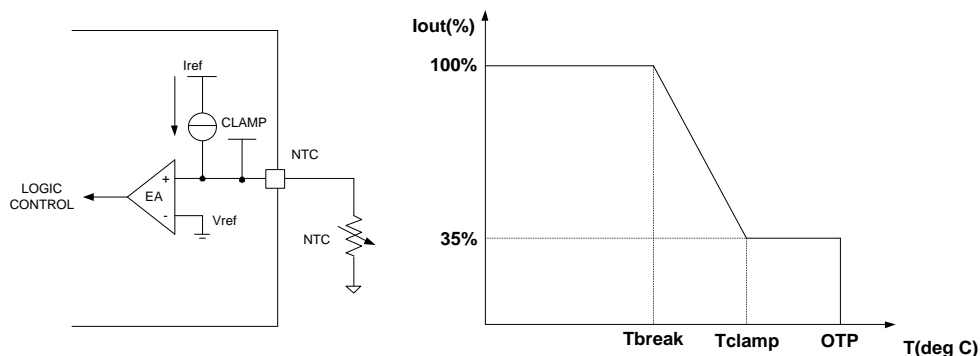 Iref
CLAMP
NTC
+
EA
-
LOGIC
CONTROL
Vref
NTC
Iout(%)
100%
35%
Tbreak
Tclamp
OTP
T(deg C)